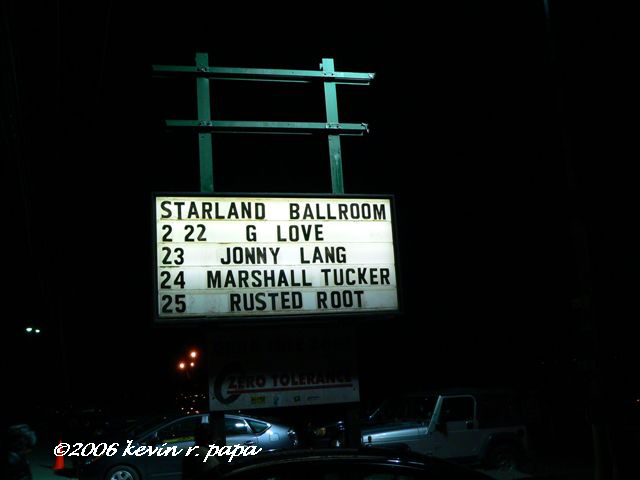 STARLAND BALLROOM
2 22 G LOVE
23 JONNY LANG
24 MARSHALL TUCKER
25 RUSTED ROOT
ZERO TOLERANCE
©2006 kevin r. papa